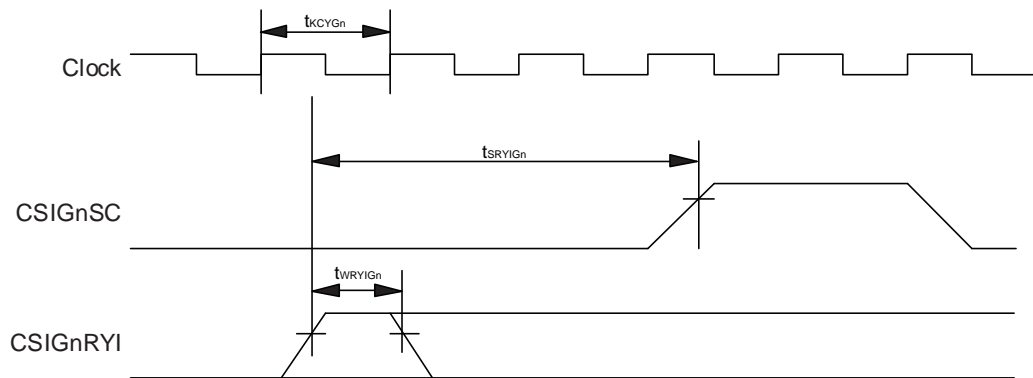 tKCYGn
Clock
tSRYIGn
CSIGnSC
tWRYIGn
CSIGnRYI